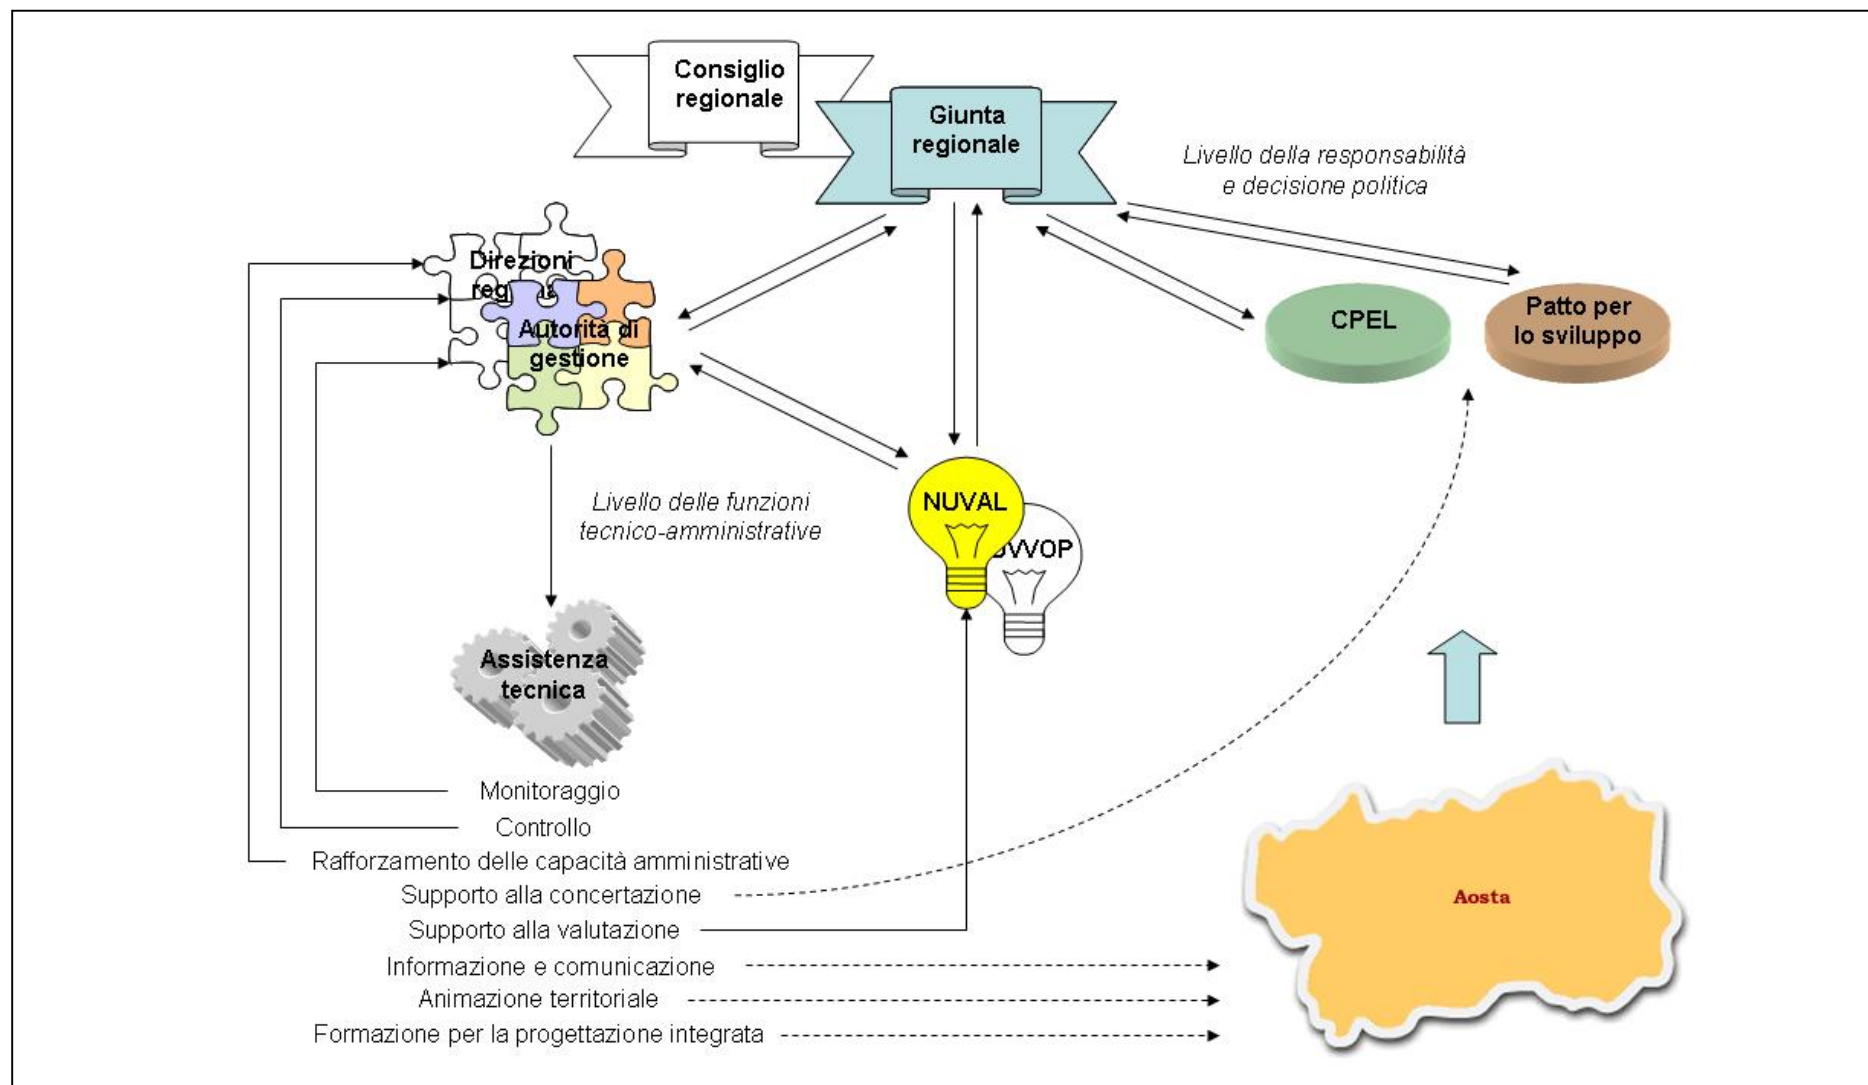 Consiglio
regionale
Giunta
regionale
Livello della responsabilità
e decisione politica
Direzioni
Autorità di
gestione
CPEL
Patto per
lo sviluppo
Livello delle funzioni
tecnico-amministrative
NUVAL
Assistenza
tecnica
Monitoraggio
Controllo
Rafforzamento delle capacità amministrative
Supporto alla concertazione
Supporto alla valutazione
Informazione e comunicazione
Animazione territoriale
Formazione per la progettazione integrata
Aosta